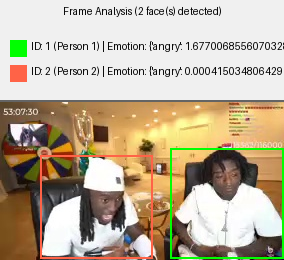 Frame Analysis (2 face(s) detected)
ID: 1 (Person 1) | Emotion: {'angry': 1.677006855607032
ID: 2 (Person 2) | Emotion: {'angry': 0.000415034806429
53:07:30